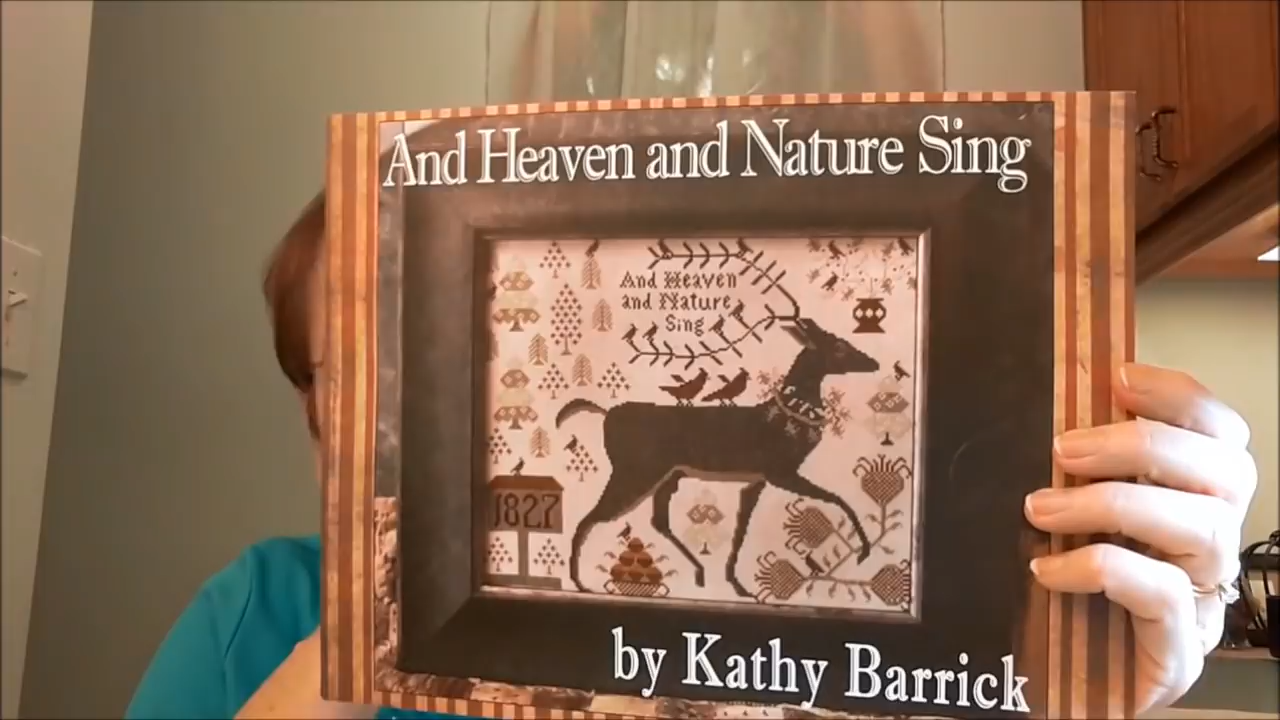 And Heaven and Nature Sing
And Heaven
and Nature
Sing
1827
by Kathy Barrick